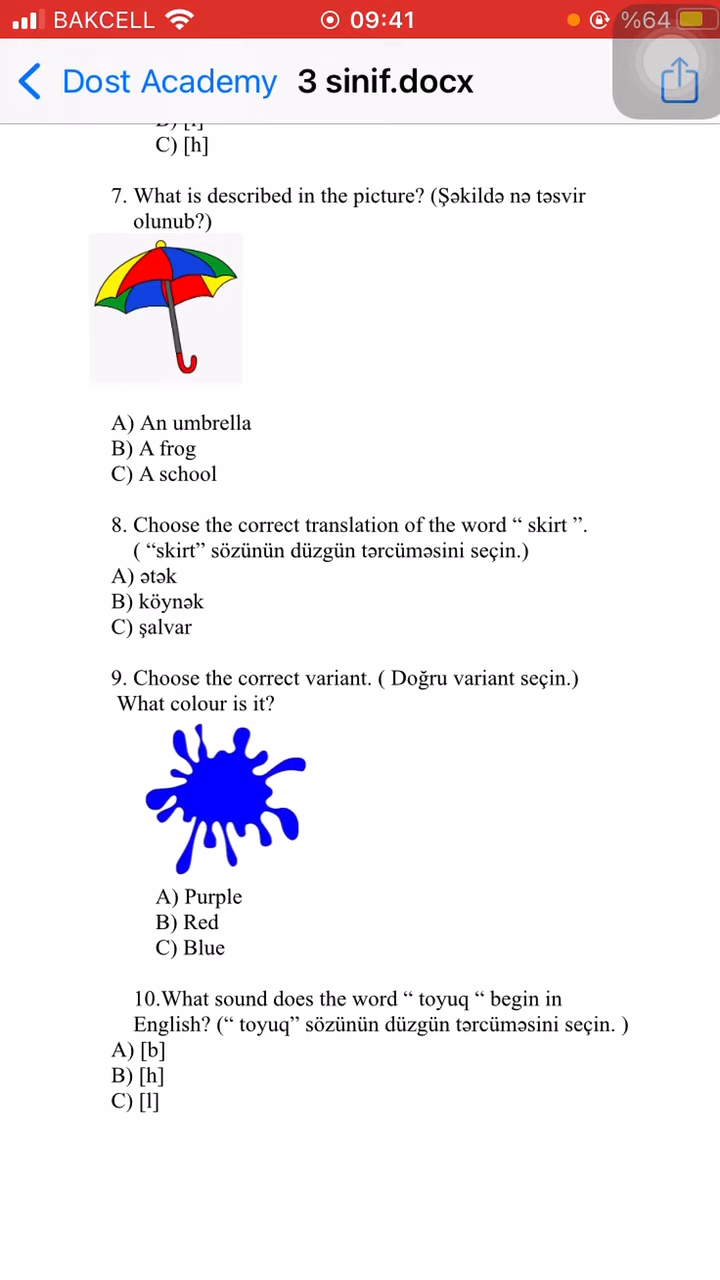 BAKCELL 09:41 %64
Dost Academy 3 sinif.docx
C) [h]
7. What is described in the picture? (Şəkildə nə təsvir
olunub?)
A) An umbrella
B) A frog
C) A school
8. Choose the correct translation of the word “ skirt ”.
( “skirt” sözünün düzgün tərcüməsini seçin.)
A) ətək
B) köynək
C) şalvar
9. Choose the correct variant. ( Doğru variant seçin.)
What colour is it?
A) Purple
B) Red
C) Blue
10.What sound does the word “ toyuq “ begin in
English? (“ toyuq” sözünün düzgün tərcüməsini seçin. )
A) [b]
B) [h]
C) [l]